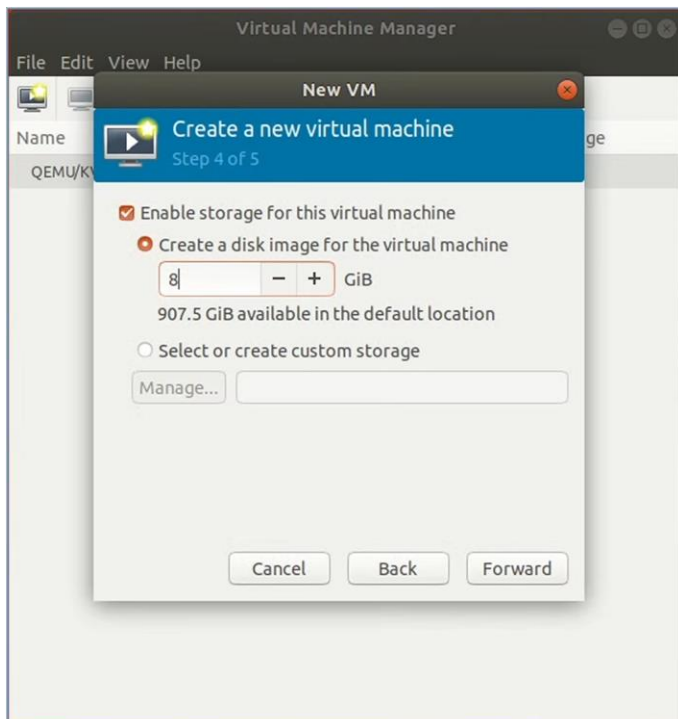 Virtual Machine Manager
File Edit View Help
New VM
Name
Create a new virtual machine
Step 4 of 5
Enable storage for this virtual machine
Create a disk image for the virtual machine
8 − + GiB
907.5 GiB available in the default location
Select or create custom storage
Manage...
Cancel Back Forward